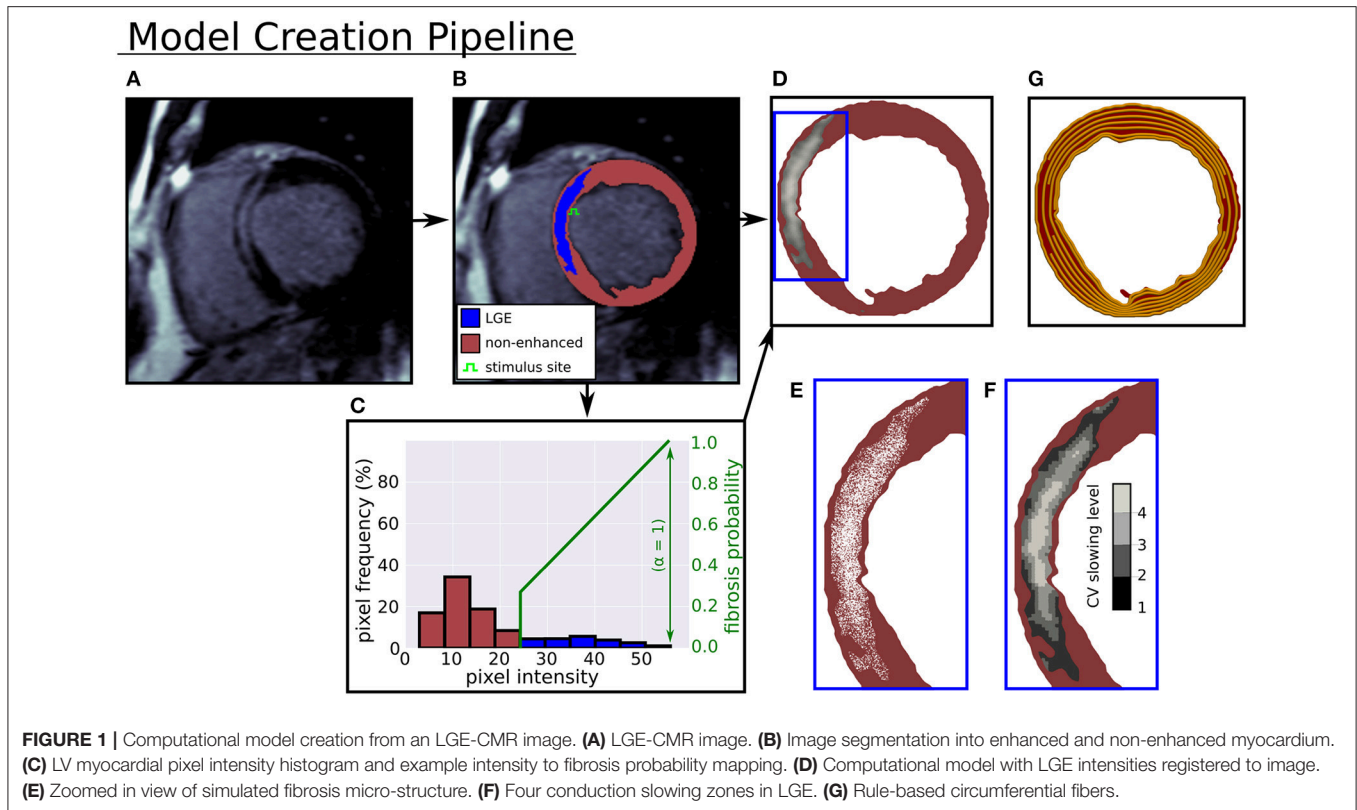 Model Creation Pipeline
A
B
D
G
LGE
non-enhanced
stimulus site
C
pixel frequency (%)
80
60
40
20
0
0 10 20 30 40 50
pixel intensity
(α = 1)
1.0
0.8
0.6
0.4
0.2
0.0
fibrosis probability
E
F
CV slowing level
4
3
2
1
FIGURE 1 | Computational model creation from an LGE-CMR image. (A) LGE-CMR image. (B) Image segmentation into enhanced and non-enhanced myocardium.
(C) LV myocardial pixel intensity histogram and example intensity to fibrosis probability mapping. (D) Computational model with LGE intensities registered to image.
(E) Zoomed in view of simulated fibrosis micro-structure. (F) Four conduction slowing zones in LGE. (G) Rule-based circumferential fibers.